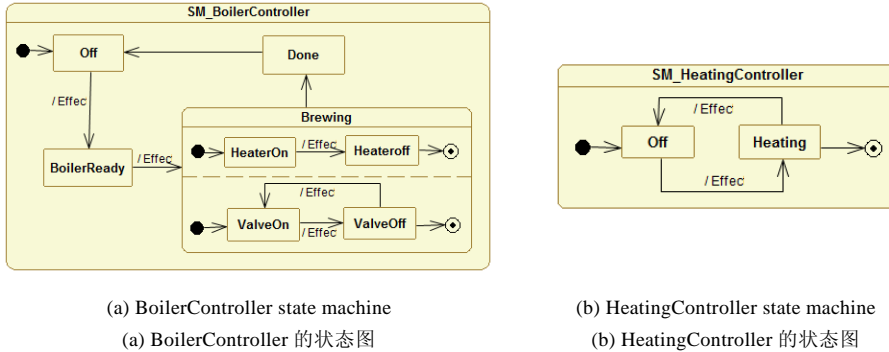 SM_BoilerController
Off
Done
/ Effec
Brewing
BoilerReady
/ Effec
HeaterOn
/ Effec
Heateroff
/ Effec
ValveOn
/ Effec
ValveOff
(a) BoilerController state machine
(a) BoilerController 的状态图
SM_HeatingController
/ Effec
Off
Heating
/ Effec
(b) HeatingController state machine
(b) HeatingController 的状态图